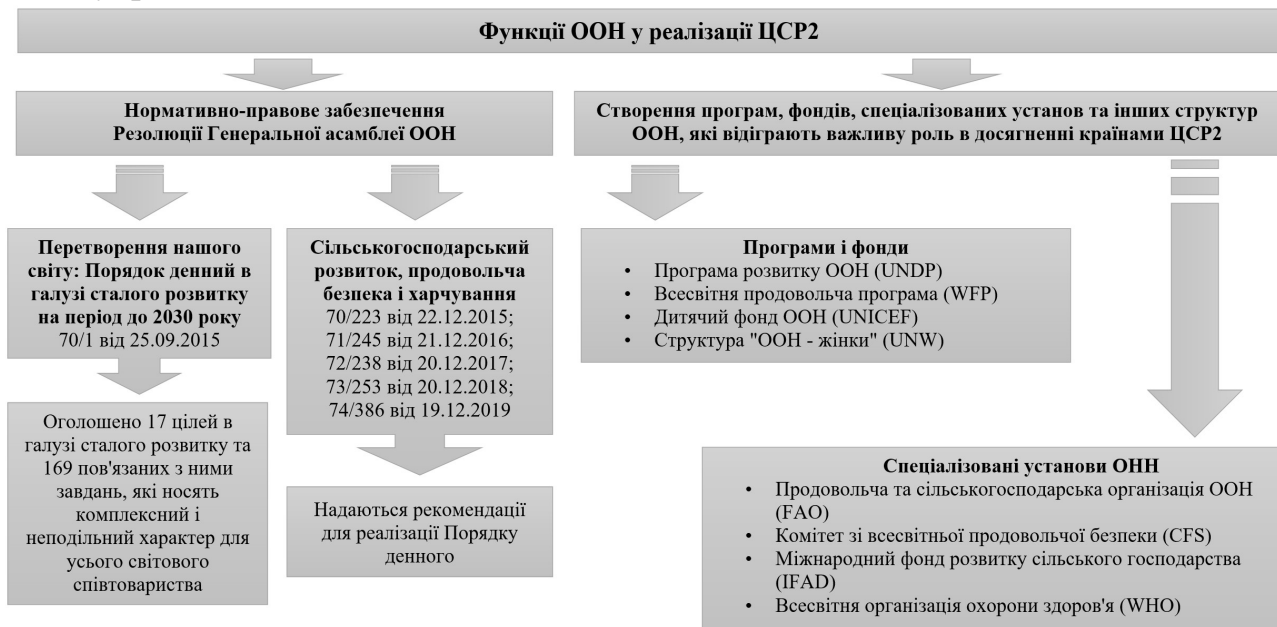 Функції ООН у реалізації ЦСР2
Нормативно-правове забезпечення
Резолюції Генеральної асамблеї ООН
Створення програм, фондів, спеціалізованих установ та інших структур
ООН, які відіграють важливу роль в досягненні країнами ЦСР2
Перетворення нашого
світу: Порядок денний в
галузі сталого розвитку
на період до 2030 року
70/1 від 25.09.2015
Сільськогосподарський
розвиток, продовольча
безпека і харчування
70/223 від 22.12.2015;
71/245 від 21.12.2016;
72/238 від 20.12.2017;
73/253 від 20.12.2018;
74/386 від 19.12.2019
Програми і фонди
• Програма розвитку ООН (UNDP)
• Всесвітня продовольча програма (WFP)
• Дитячий фонд ООН (UNICEF)
• Структура "ООН - жінки" (UNW)
Оголошено 17 цілей в
галузі сталого розвитку та
169 пов'язаних з ними
завдань, які носять
комплексний і
неподільний характер для
усього світового
співтовариства
Надаються рекомендації
для реалізації Порядку
денного
Спеціалізовані установи ОНН
• Продовольча та сільськогосподарська організація ООН
(FAO)
• Комітет зі всесвітньої продовольчої безпеки (CFS)
• Міжнародний фонд розвитку сільського господарства
(IFAD)
• Всесвітня організація охорони здоров'я (WHO)